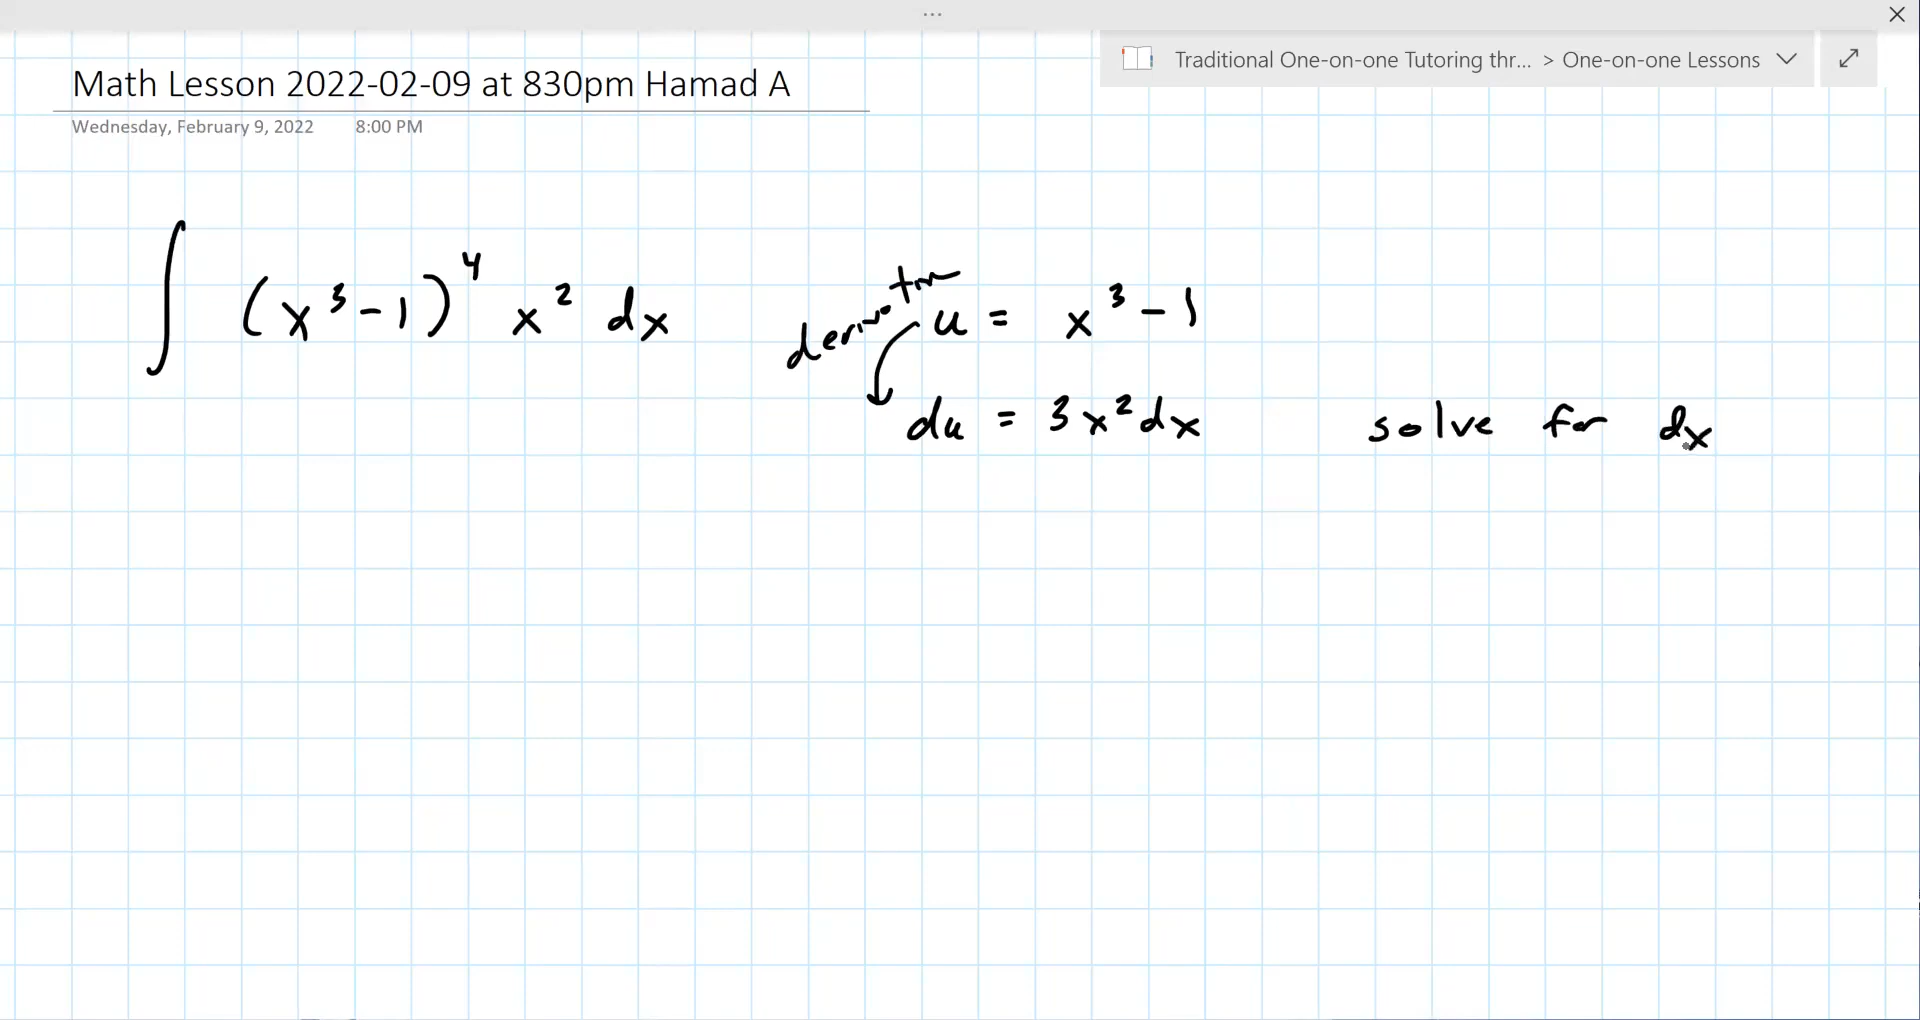 ...
Traditional One-on-one Tutoring thr... > One-on-one Lessons
Math Lesson 2022-02-09 at 830pm Hamad A
Wednesday, February 9, 2022 8:00 PM
∫ (x³-1)⁴ x² dx
u = x³-1
du = 3x²dx solve for dx